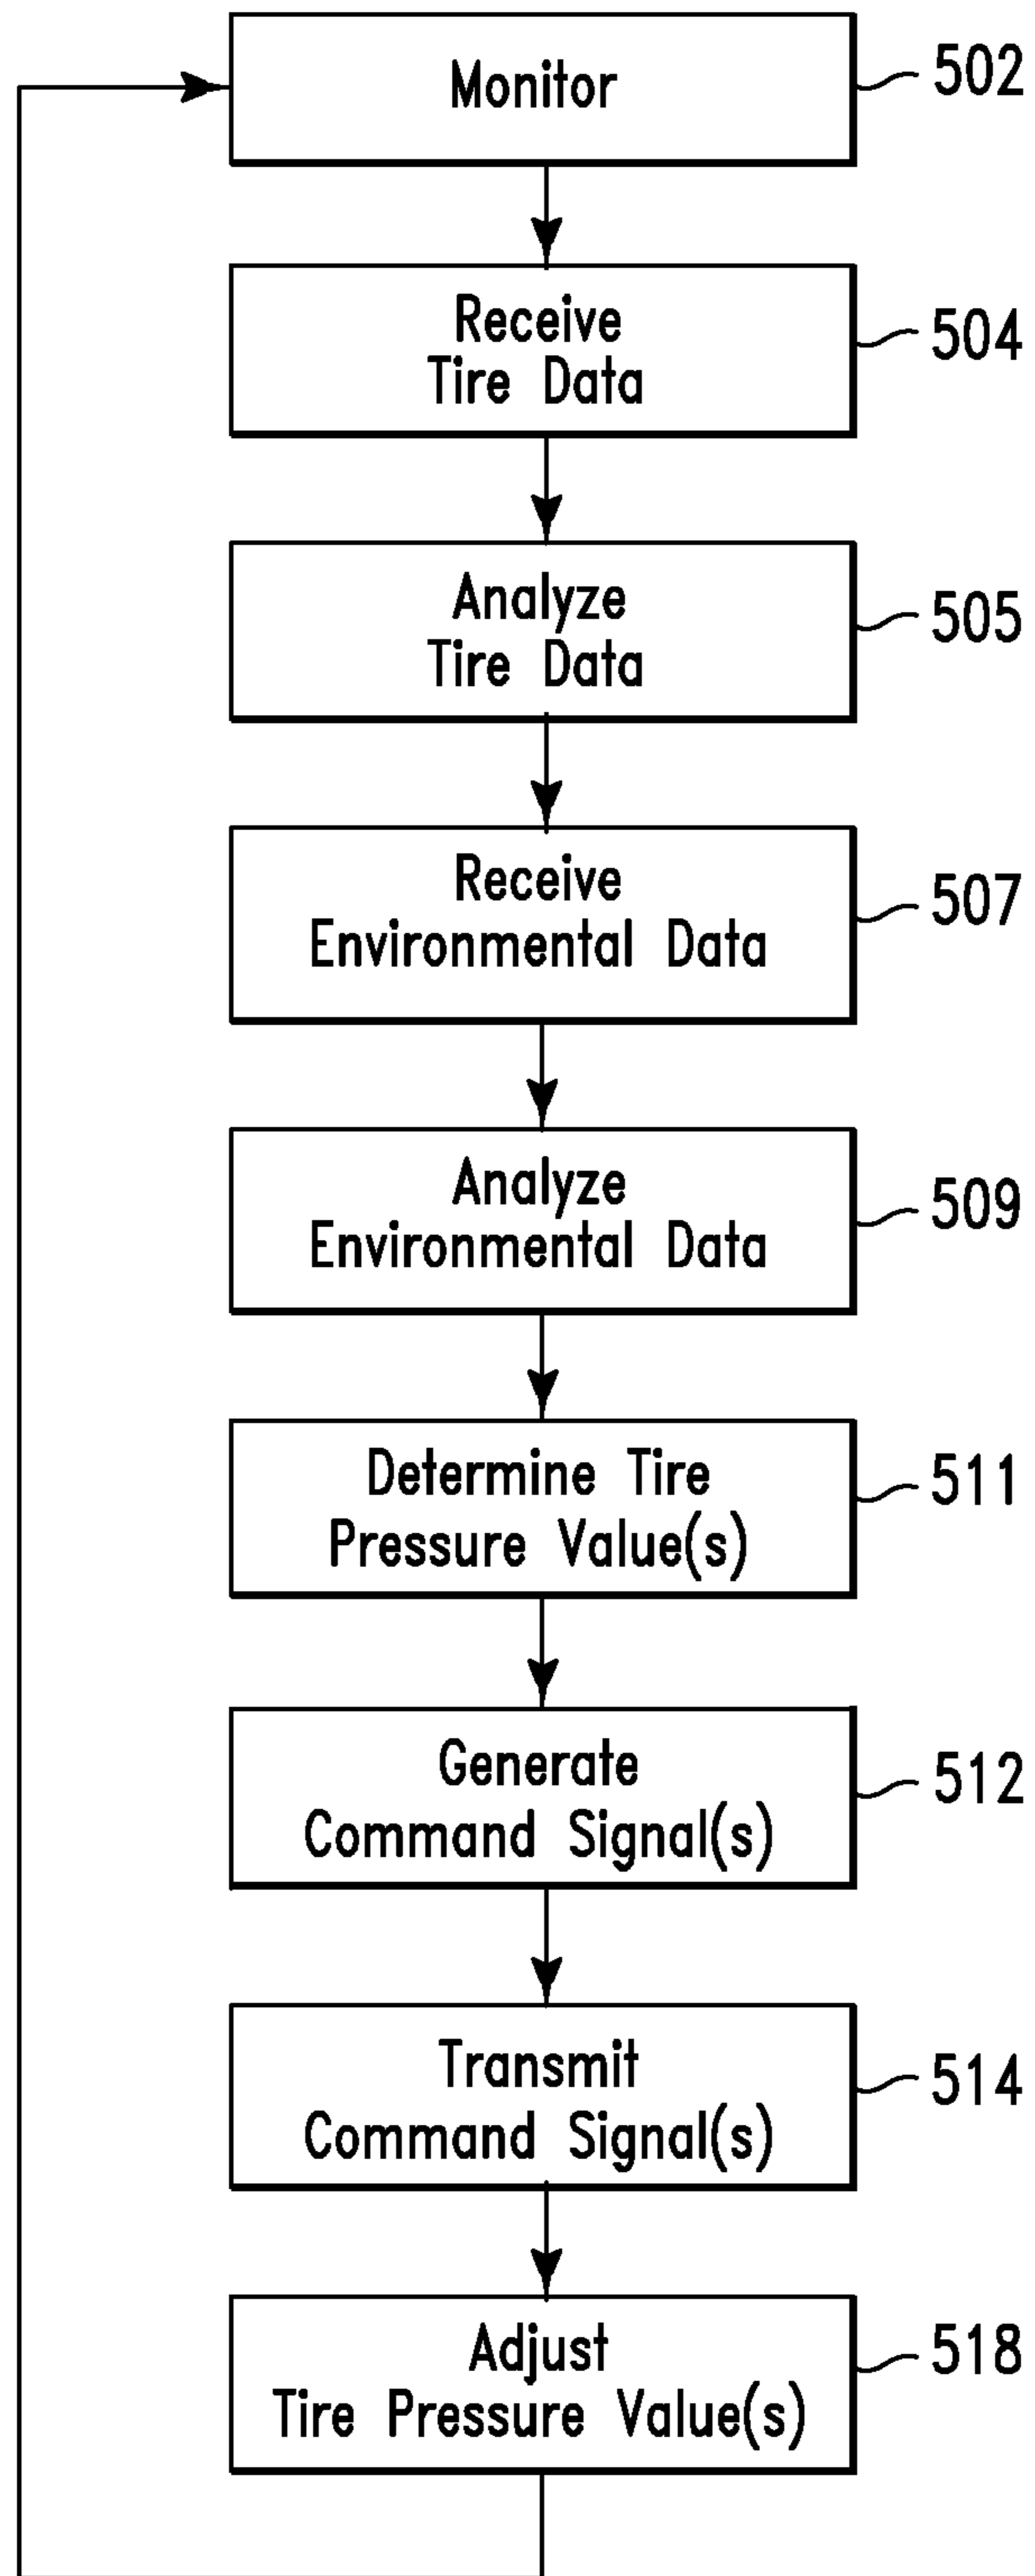 Monitor
502
Receive
Tire Data
504
Analyze
Tire Data
505
Receive
Environmental Data
507
Analyze
Environmental Data
509
Determine Tire
Pressure Value(s)
511
Generate
Command Signal(s)
512
Transmit
Command Signal(s)
514
Adjust
Tire Pressure Value(s)
518